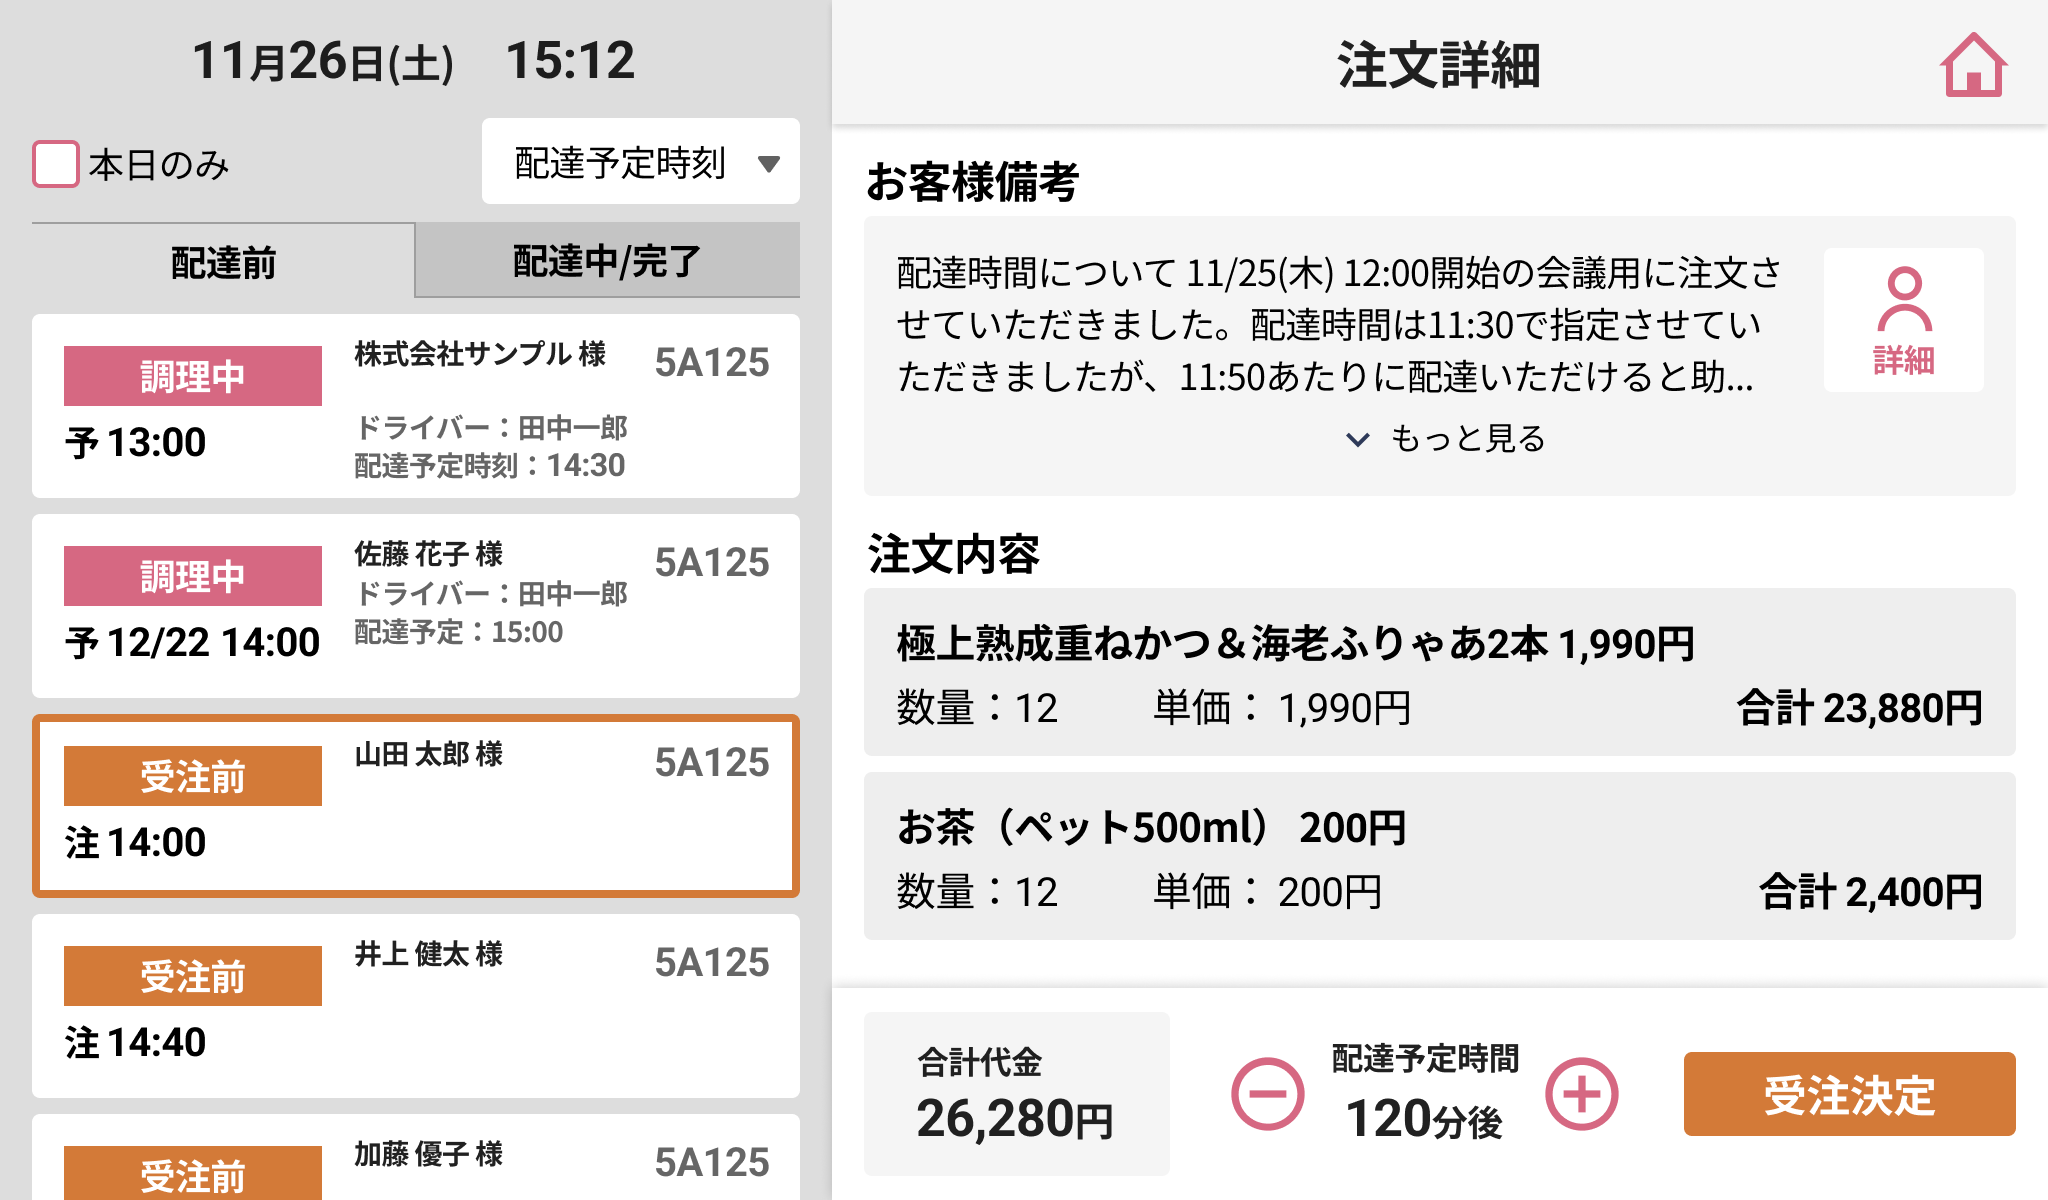 11月26日(土) 15:12
本日のみ
配達予定時刻
配達前
配達中/完了
調理中
株式会社サンプル 様
5A125
予 13:00
ドライバー：田中一郎
配達予定時刻：14:30
調理中
佐藤 花子 様
5A125
ドライバー：田中一郎
予 12/22 14:00
配達予定：15:00
受注前
山田 太郎 様
5A125
注 14:00
受注前
井上 健太 様
5A125
注 14:40
受注前
加藤 優子 様
5A125
注文詳細
お客様備考
配達時間について 11/25(木) 12:00開始の会議用に注文さ
せていただきました。配達時間は11:30で指定させてい
ただきましたが、11:50あたりに配達いただけると助...
詳細
もっと見る
注文内容
極上熟成重ねかつ＆海老ふりゃあ2本 1,990円
数量：12 単価： 1,990円 合計 23,880円
お茶（ペット500ml） 200円
数量：12 単価： 200円 合計 2,400円
合計代金
26,280円
配達予定時間
120分後
受注決定